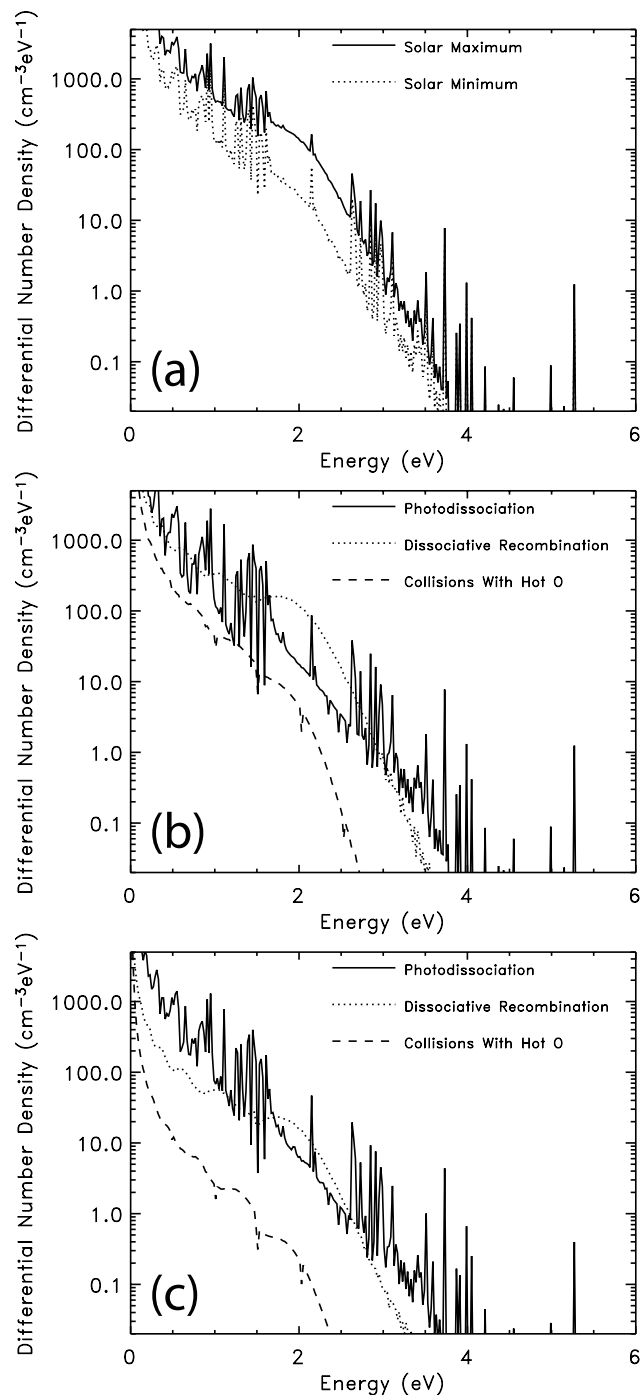 Differential Number Density (cm−3eV−1)
1000.0
100.0
10.0
1.0
0.1
Solar Maximum
Solar Minimum
(a)
0 2 4 6
Energy (eV)
Differential Number Density (cm−3eV−1)
1000.0
100.0
10.0
1.0
0.1
Photodissociation
Dissociative Recombination
Collisions With Hot O
(b)
0 2 4 6
Energy (eV)
Differential Number Density (cm−3eV−1)
1000.0
100.0
10.0
1.0
0.1
Photodissociation
Dissociative Recombination
Collisions With Hot O
(c)
0 2 4 6
Energy (eV)